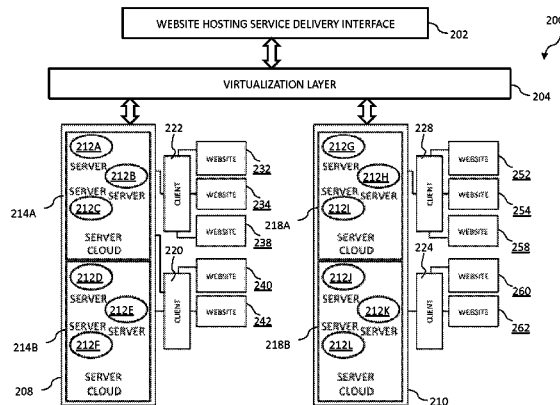 WEBSITE HOSTING SERVICE DELIVERY INTERFACE
202
200
VIRTUALIZATION LAYER
204
212A
SERVER
212B
SERVER
SERVER
212C
SERVER
CLOUD
214A
212D
SERVER
212E
SERVER
SERVER
212F
SERVER
CLOUD
214B
208
222
CLIENT
WEBSITE
232
WEBSITE
234
WEBSITE
238
220
CLIENT
WEBSITE
240
WEBSITE
242
212G
SERVER
212H
SERVER
SERVER
212I
SERVER
CLOUD
218A
212J
SERVER
212K
SERVER
SERVER
212L
SERVER
CLOUD
218B
210
228
CLIENT
WEBSITE
252
WEBSITE
254
WEBSITE
258
224
CLIENT
WEBSITE
260
WEBSITE
262